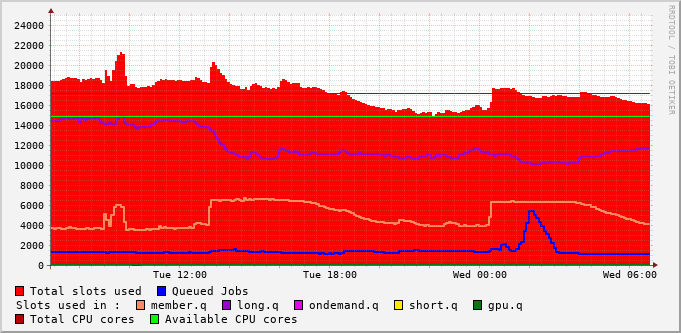 24000
22000
20000
18000
16000
14000
12000
10000
8000
6000
4000
2000
0
Tue 12:00 Tue 18:00 Wed 00:00 Wed 06:00
RRDTOOL / TOBI OETIKER
Total slots used Queued Jobs
Slots used in : member.q long.q ondemand.q short.q gpu.q
Total CPU cores Available CPU cores